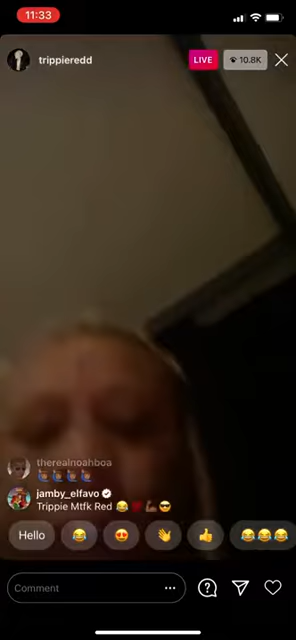 11:33
trippieredd
LIVE
10.8K
therealnoahboa
jamby_elfavo
Trippie Mtfk Red 😂
Hello
Comment